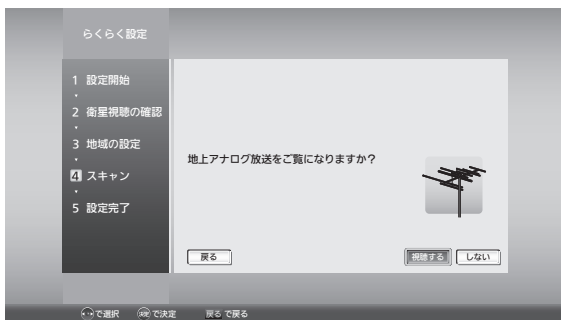 らくらく設定
1 設定開始
2 衛星視聴の確認
3 地域の設定
4 スキャン
5 設定完了
地上アナログ放送をご覧になりますか?
戻る 視聴する しない
で選択 決定 で決定 戻る で戻る